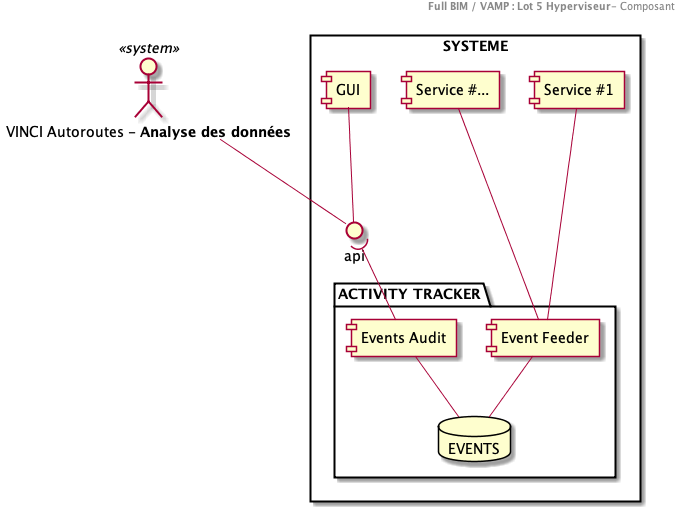 Full BIM / VAMP : Lot 5 Hyperviseur– Composant
SYSTEME
«system»
GUI
Service #...
Service #1
VINCI Autoroutes – Analyse des données
api
ACTIVITY TRACKER
Events Audit
Event Feeder
EVENTS